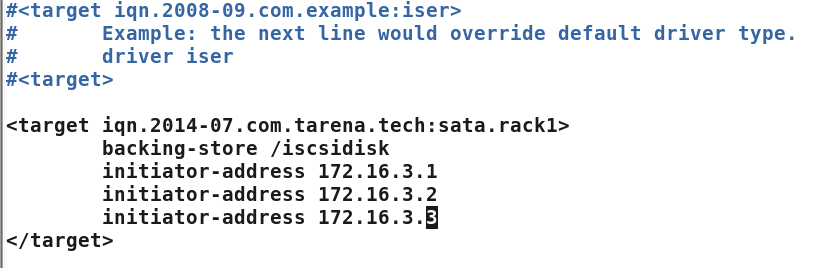 #<target iqn.2008-09.com.example:iser>
#       Example: the next line would override default driver type.
#       driver iser
#<target>

<target iqn.2014-07.com.tarena.tech:sata.rack1>
        backing-store /iscsidisk
        initiator-address 172.16.3.1
        initiator-address 172.16.3.2
        initiator-address 172.16.3.3
</target>